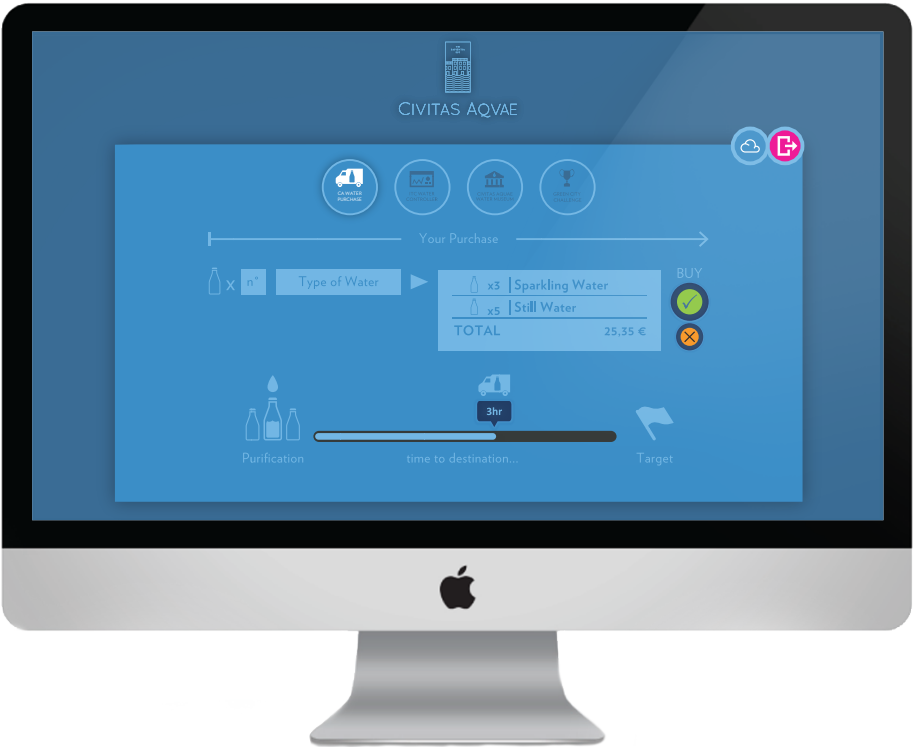 CIVITAS AQVAE
CA WATER
PURCHASE
Your Purchase
x n°
Type of Water
BUY
x3 Sparkling Water
x5 Still Water
TOTAL 25,35 €
3hr
Purification
time to destination...
Target